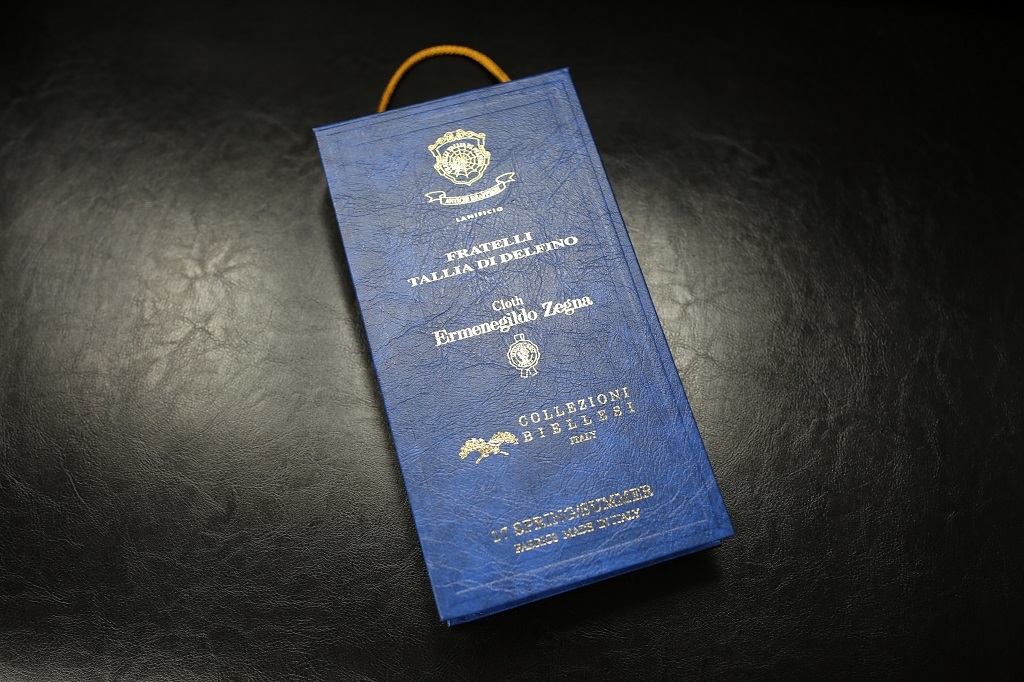 LANIFICIO
FRATELLI
TALLIA DI DELFINO
Cloth
Ermenegildo Zegna
COLLEZIONI
BIELLESI
ITALY
17 SPRING/SUMMER
FABRICS MADE IN ITALY